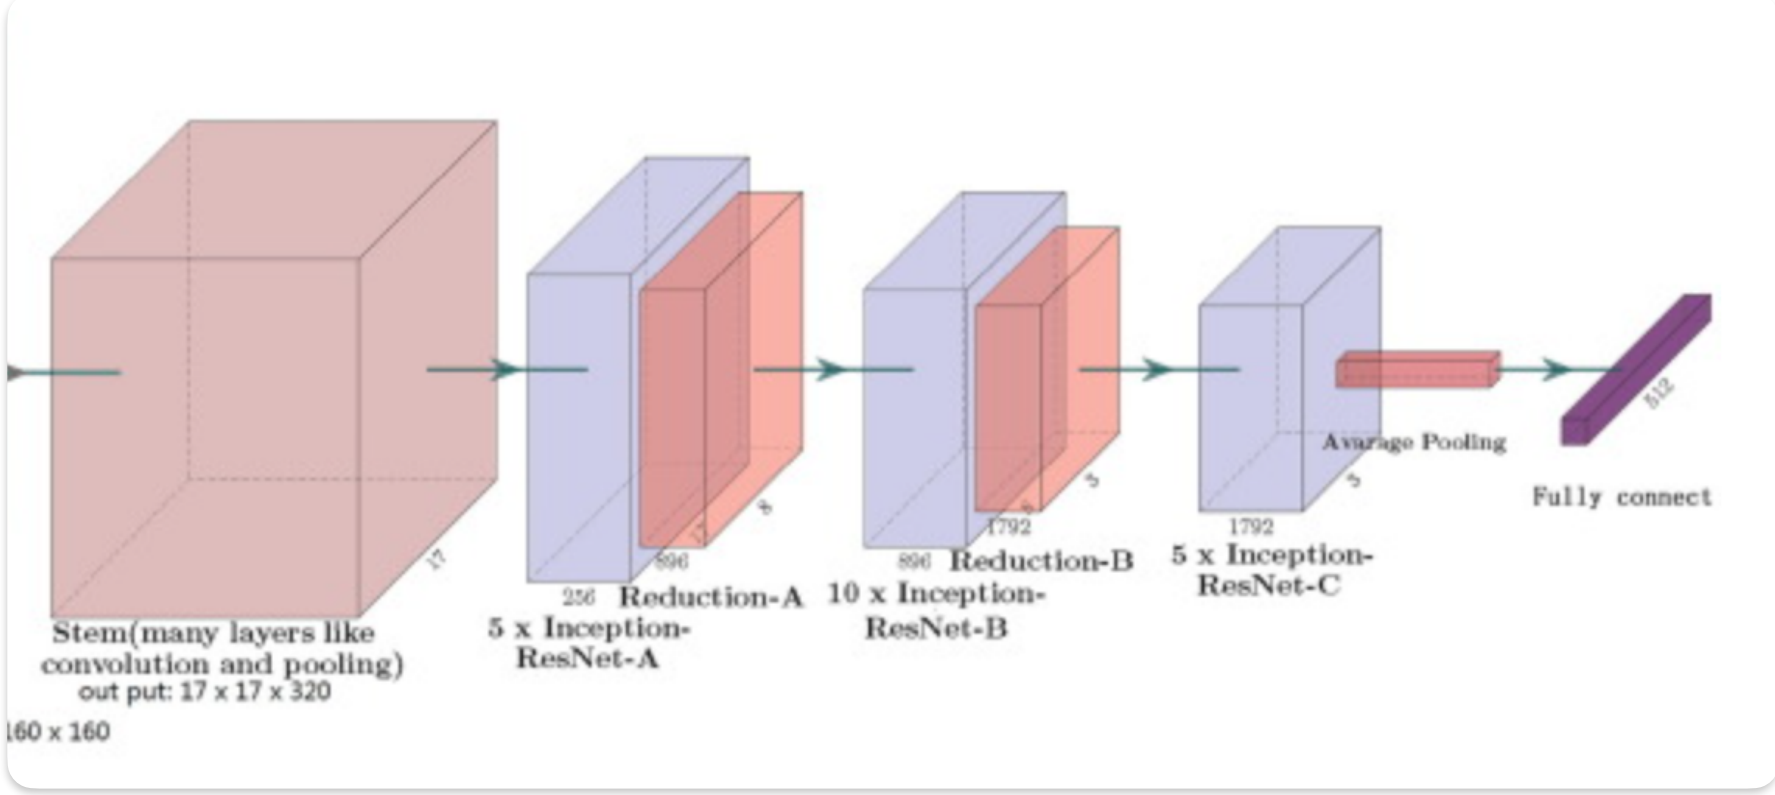 17
Stem(many layers like
convolution and pooling)
out put: 17 x 17 x 320
160 x 160
17
8
896
256
Reduction-A
5 x Inception-
ResNet-A
8
3
1792
896
Reduction-B
10 x Inception-
ResNet-B
3
1792
5 x Inception-
ResNet-C
Avarage Pooling
512
Fully connect